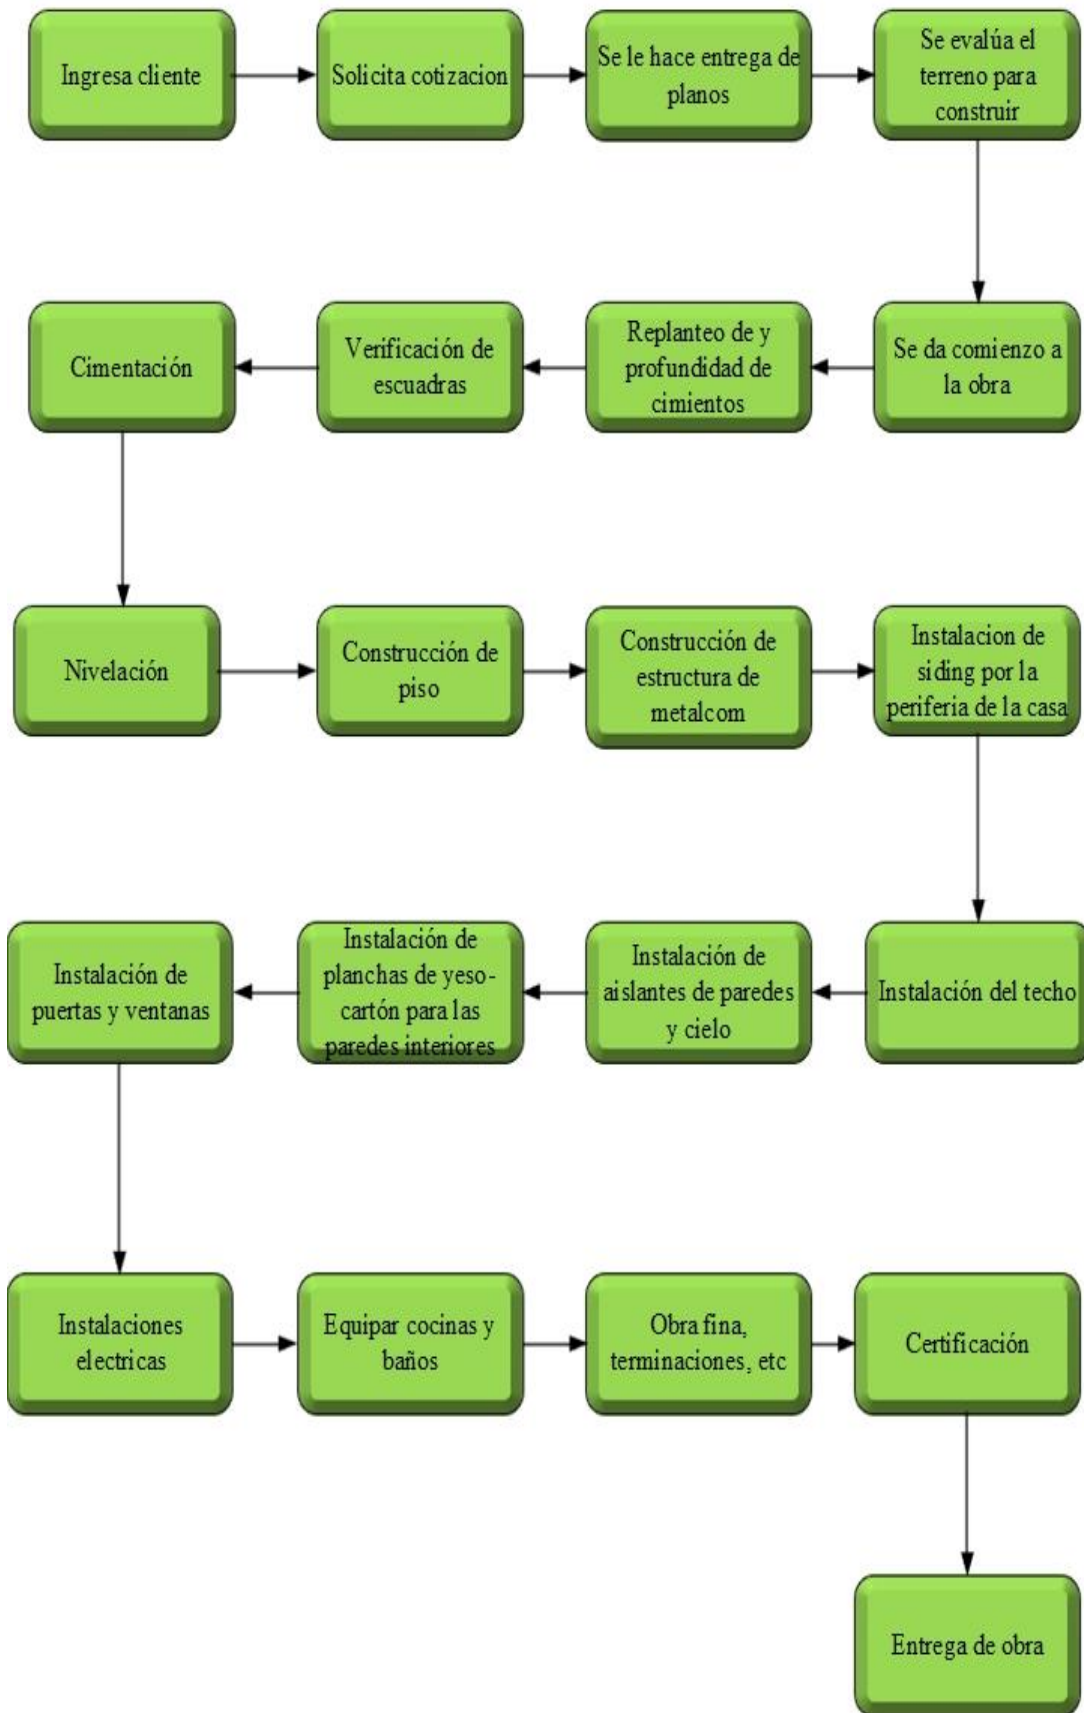 Ingresa cliente
Solicita cotizacion
Se le hace entrega de
planos
Se evalúa el
terreno para
construir
Se da comienzo a
la obra
Replanteo de y
profundidad de
cimientos
Verificación de
escuadras
Cimentación
Nivelación
Construcción de
piso
Construcción de
estructura de
metalcom
Instalacion de
siding por la
periferia de la casa
Instalación del techo
Instalación de
aislantes de paredes
y cielo
Instalación de
planchas de yeso-
cartón para las
paredes interiores
Instalación de
puertas y ventanas
Instalaciones
electricas
Equipar cocinas y
baños
Obra fina,
terminaciones, etc
Certificación
Entrega de obra